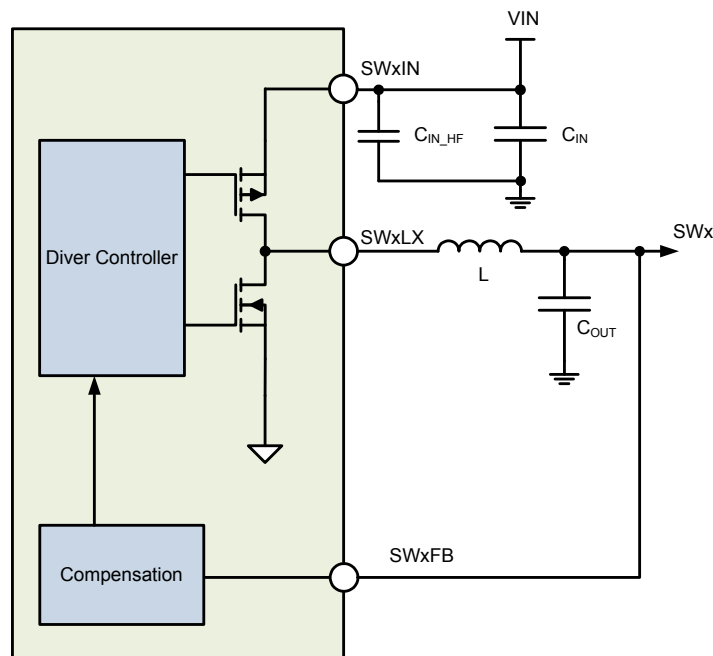 VIN
SWxIN
C_IN_HF
C_IN
Diver Controller
SWxLX
SWx
L
C_OUT
Compensation
SWxFB